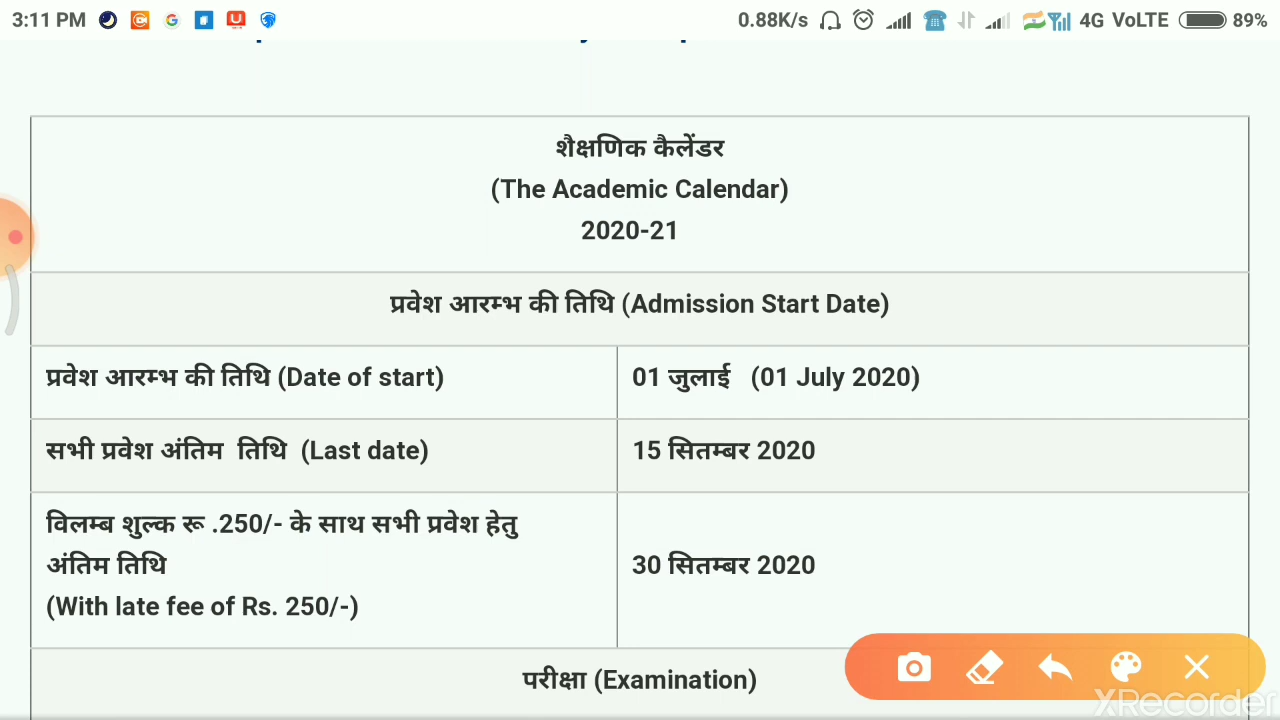 3:11 PM 0.88K/s 4G VoLTE 89%
शैक्षणिक कैलेंडर
(The Academic Calendar)
2020-21
प्रवेश आरम्भ की तिथि (Admission Start Date)
प्रवेश आरम्भ की तिथि (Date of start) 01 जुलाई (01 July 2020)
सभी प्रवेश अंतिम तिथि (Last date) 15 सितम्बर 2020
विलम्ब शुल्क रू .250/- के साथ सभी प्रवेश हेतु
अंतिम तिथि
(With late fee of Rs. 250/-)
30 सितम्बर 2020
परीक्षा (Examination)
XRecorder